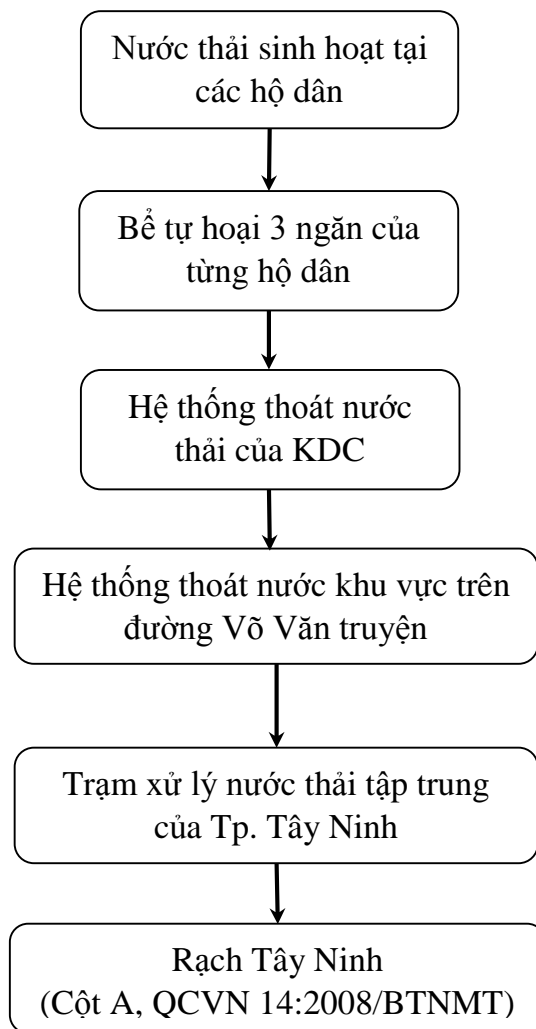 Nước thải sinh hoạt tại
các hộ dân
Bể tự hoại 3 ngăn của
từng hộ dân
Hệ thống thoát nước
thải của KDC
Hệ thống thoát nước khu vực trên
đường Võ Văn truyện
Trạm xử lý nước thải tập trung
của Tp. Tây Ninh
Rạch Tây Ninh
(Cột A, QCVN 14:2008/BTNMT)